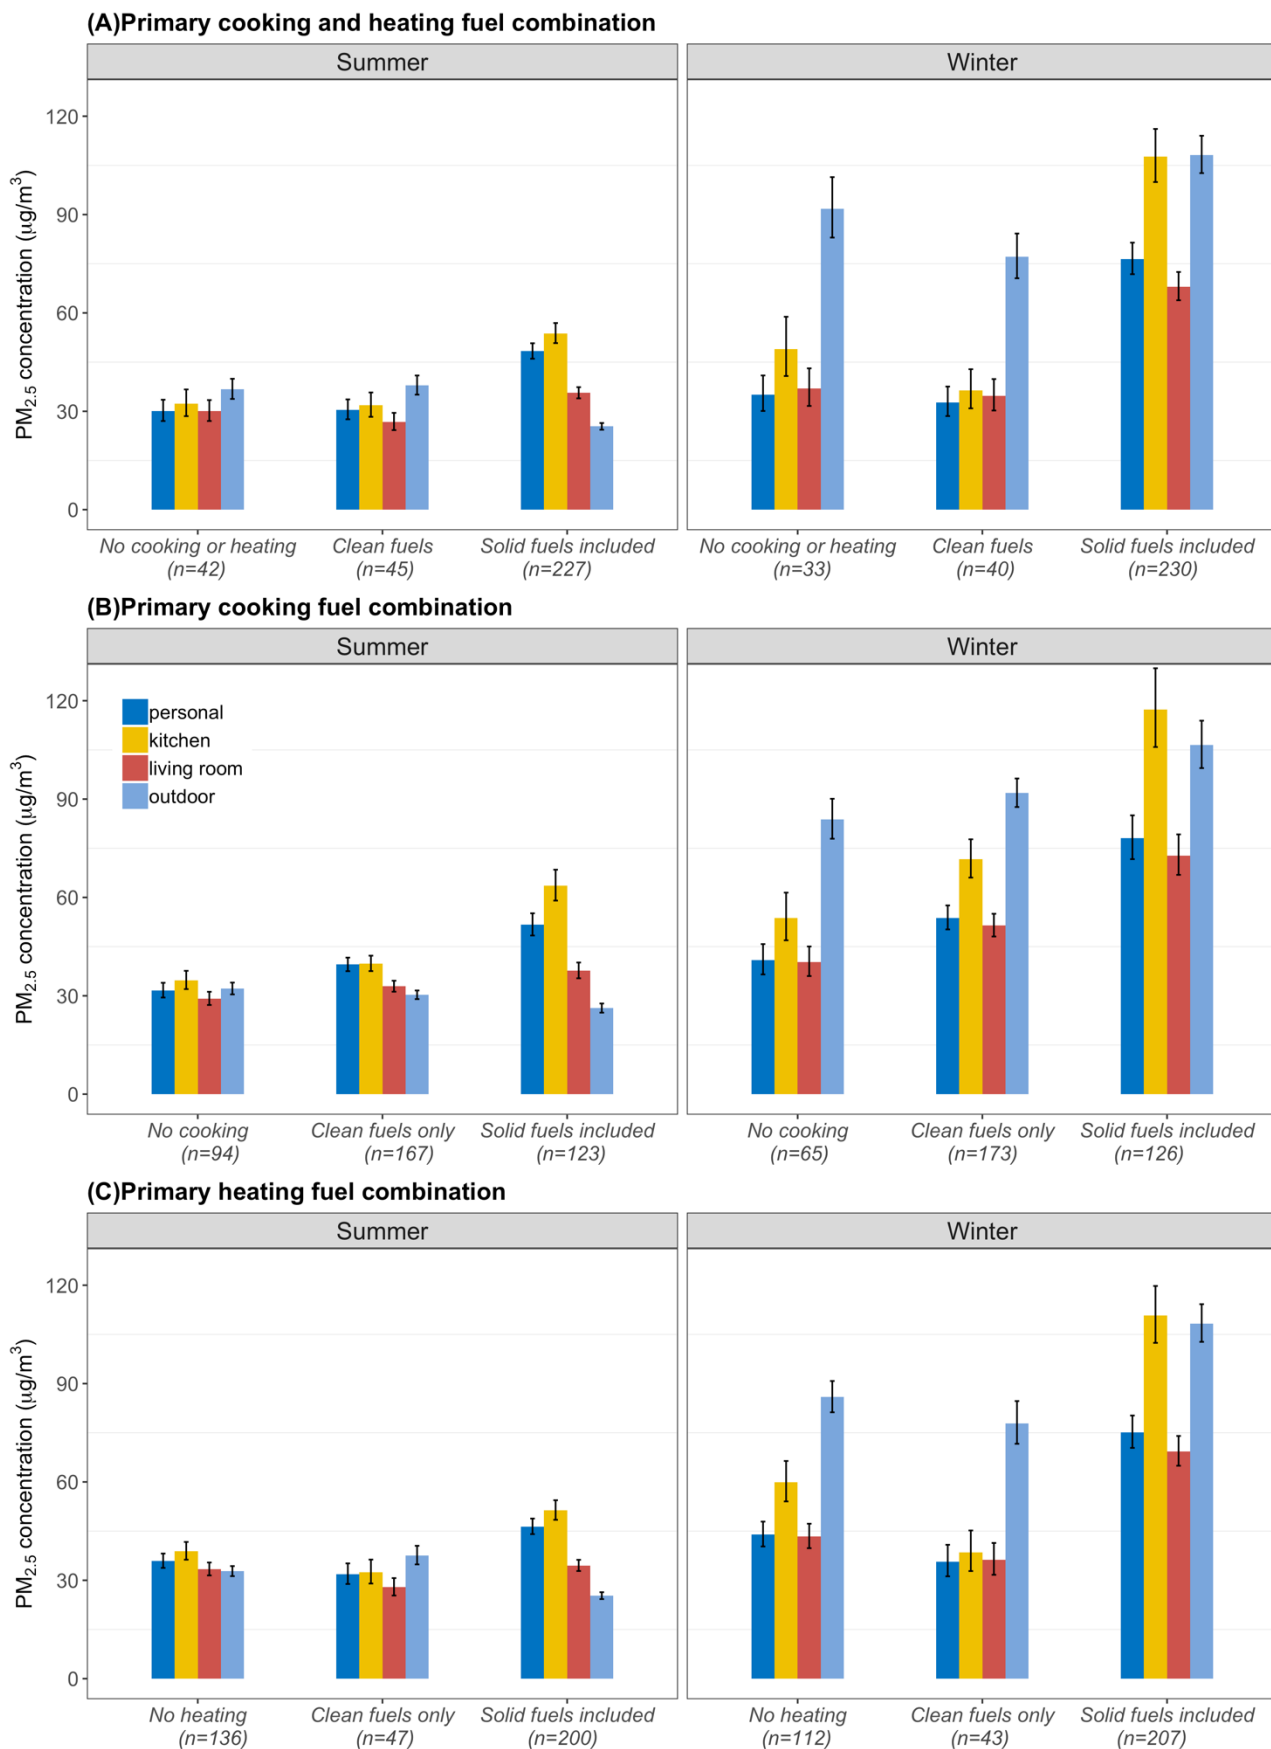 (A)Primary cooking and heating fuel combination
Summer
Winter
PM2.5 concentration (μg/m3)
120
90
60
30
0
No cooking or heating
(n=42)
Clean fuels
(n=45)
Solid fuels included
(n=227)
No cooking or heating
(n=33)
Clean fuels
(n=40)
Solid fuels included
(n=230)
(B)Primary cooking fuel combination
Summer
Winter
PM2.5 concentration (μg/m3)
120
90
60
30
0
personal
kitchen
living room
outdoor
No cooking
(n=94)
Clean fuels only
(n=167)
Solid fuels included
(n=123)
No cooking
(n=65)
Clean fuels only
(n=173)
Solid fuels included
(n=126)
(C)Primary heating fuel combination
Summer
Winter
PM2.5 concentration (μg/m3)
120
90
60
30
0
No heating
(n=136)
Clean fuels only
(n=47)
Solid fuels included
(n=200)
No heating
(n=112)
Clean fuels only
(n=43)
Solid fuels included
(n=207)